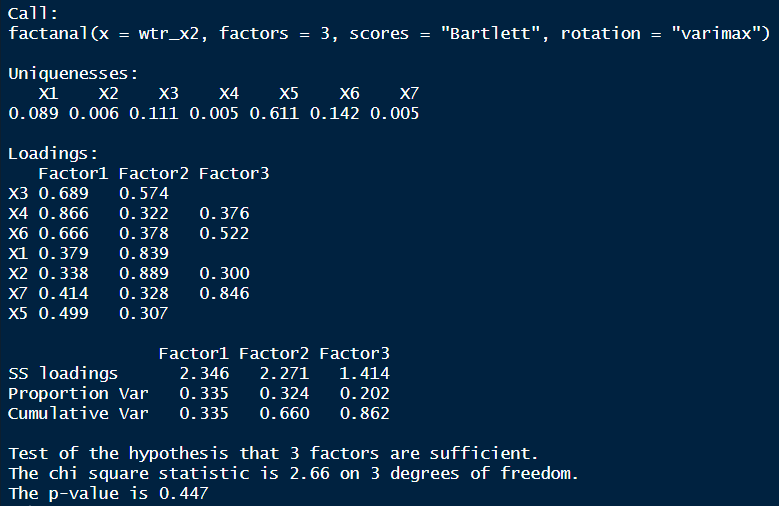 Call:
factanal(x = wtr_x2, factors = 3, scores = "Bartlett", rotation = "varimax")
Uniquenesses:
X1 X2 X3 X4 X5 X6 X7
0.089 0.006 0.111 0.005 0.611 0.142 0.005
Loadings:
Factor1 Factor2 Factor3
X3 0.689 0.574
X4 0.866 0.322 0.376
X6 0.666 0.378 0.522
X1 0.379 0.839
X2 0.338 0.889 0.300
X7 0.414 0.328 0.846
X5 0.499 0.307
Factor1 Factor2 Factor3
SS loadings 2.346 2.271 1.414
Proportion Var 0.335 0.324 0.202
Cumulative Var 0.335 0.660 0.862
Test of the hypothesis that 3 factors are sufficient.
The chi square statistic is 2.66 on 3 degrees of freedom.
The p-value is 0.447